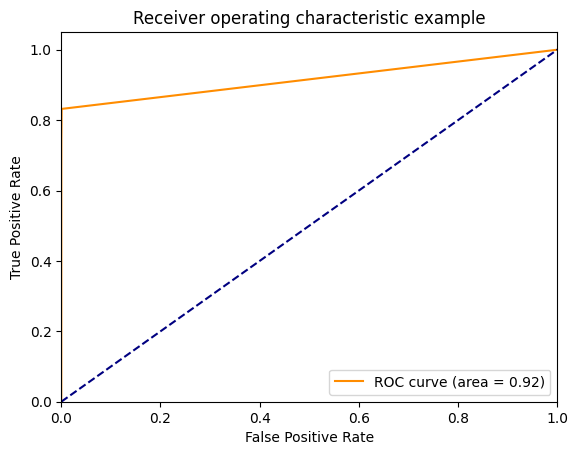 Receiver operating characteristic example
1.0
0.8
0.6
0.4
0.2
0.0
True Positive Rate
0.0 0.2 0.4 0.6 0.8 1.0
False Positive Rate
ROC curve (area = 0.92)